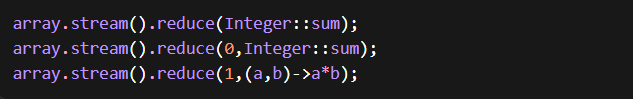 array.stream().reduce(Integer::sum);
array.stream().reduce(0,Integer::sum);
array.stream().reduce(1,(a,b)->a*b);